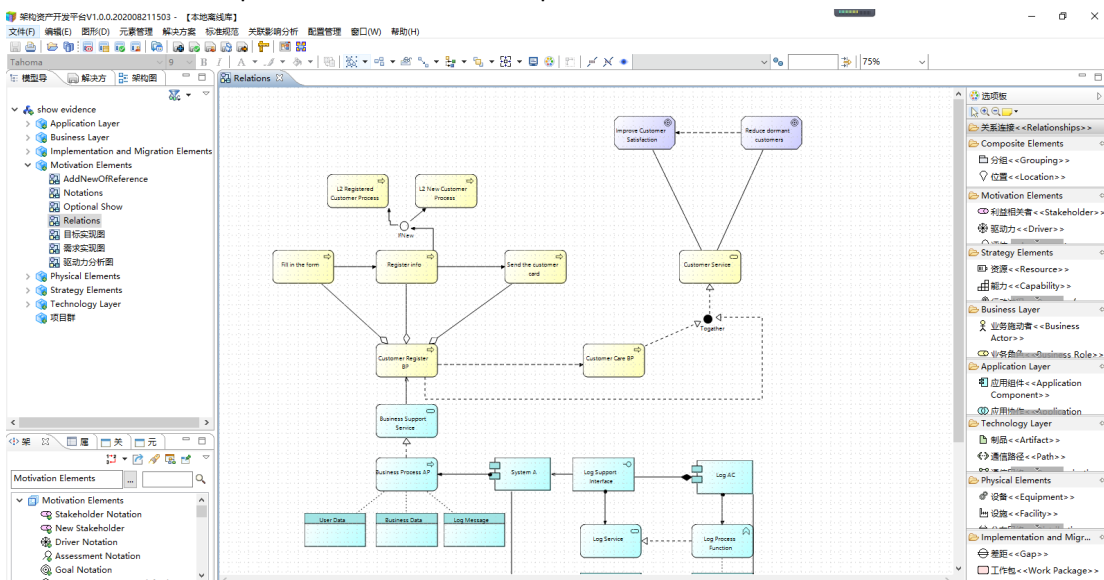 架构资产开发平台V1.0.0.202008211503 - 【本地离线库】
文件(F) 编辑(E) 图形(D) 元素管理 解决方案 标准规范 关联影响分析 配置管理 窗口(W) 帮助(H)
Tahoma 9 B I A 75%
模型导 解决方 架构图
Relations
show evidence
Application Layer
Business Layer
Implementation and Migration Elements
Motivation Elements
AddNewOfReference
Notations
Optional Show
Relations
目标实现图
需求实现图
驱动力分析图
Physical Elements
Strategy Elements
Technology Layer
项目群
架 属 关 元
Motivation Elements ...
Motivation Elements
Stakeholder Notation
New Stakeholder
Driver Notation
Assessment Notation
Goal Notation
Improve Customer
Satisfaction
Reduce dormant
customers
L2 Registered
Customer Process
L2 New Customer
Process
IfNew
Fill in the form
Register info
Send the customer
card
Customer Service
Togather
Customer Register
BP
Customer Care BP
Business Support
Service
Business Process AP
System A
Log Support
Interface
Log AC
User Data
Business Data
Log Message
Log Service
Log Process
Function
选项板
关系连接<<Relationships>>
Composite Elements
分组<<Grouping>>
位置<<Location>>
Motivation Elements
利益相关者<<Stakeholder>>
驱动力<<Driver>>
Strategy Elements
资源<<Resource>>
能力<<Capability>>
Business Layer
业务施动者<<Business
Actor>>
业务角色<<Business Role>>
Application Layer
应用组件<<Application
Component>>
应用协作<<Application
Technology Layer
制品<<Artifact>>
通信路径<<Path>>
Physical Elements
设备<<Equipment>>
设施<<Facility>>
Implementation and Migr...
差距<<Gap>>
工作包<<Work Package>>